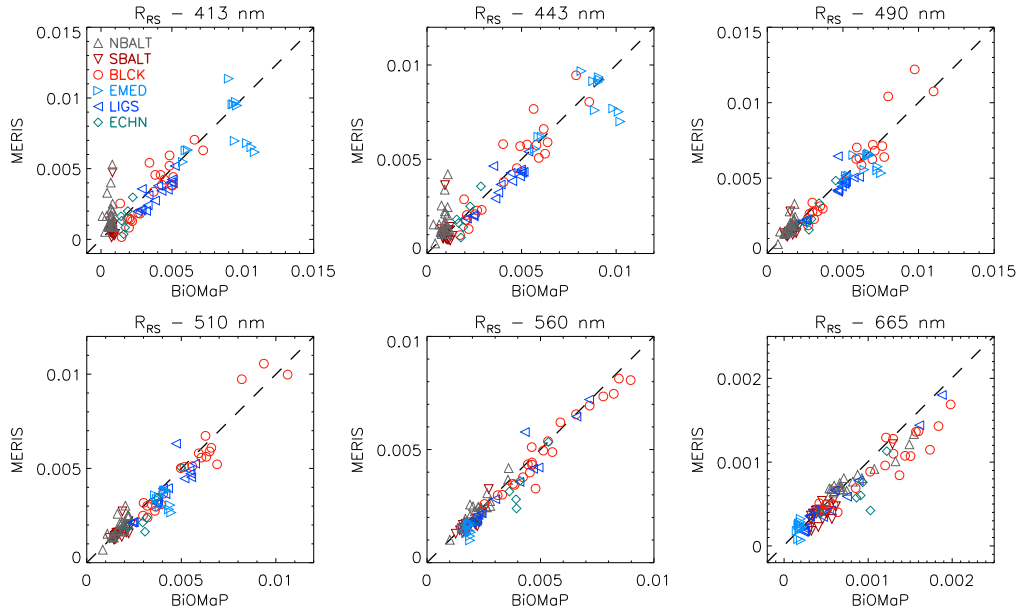 R_RS – 413 nm
0.015
0.01
0.005
0
MERIS
NBALT
SBALT
BLCK
EMED
LIGS
ECHN
0 0.005 0.01 0.015
BiOMaP
R_RS – 443 nm
0.01
0.005
0
MERIS
0 0.005 0.01
BiOMaP
R_RS – 490 nm
0.015
0.01
0.005
0
MERIS
0 0.005 0.01 0.015
BiOMaP
R_RS – 510 nm
0.01
0.005
0
MERIS
0 0.005 0.01
BiOMaP
R_RS – 560 nm
0.01
0.005
0
MERIS
0 0.005 0.01
BiOMaP
R_RS – 665 nm
0.002
0.001
0
MERIS
0 0.001 0.002
BiOMaP